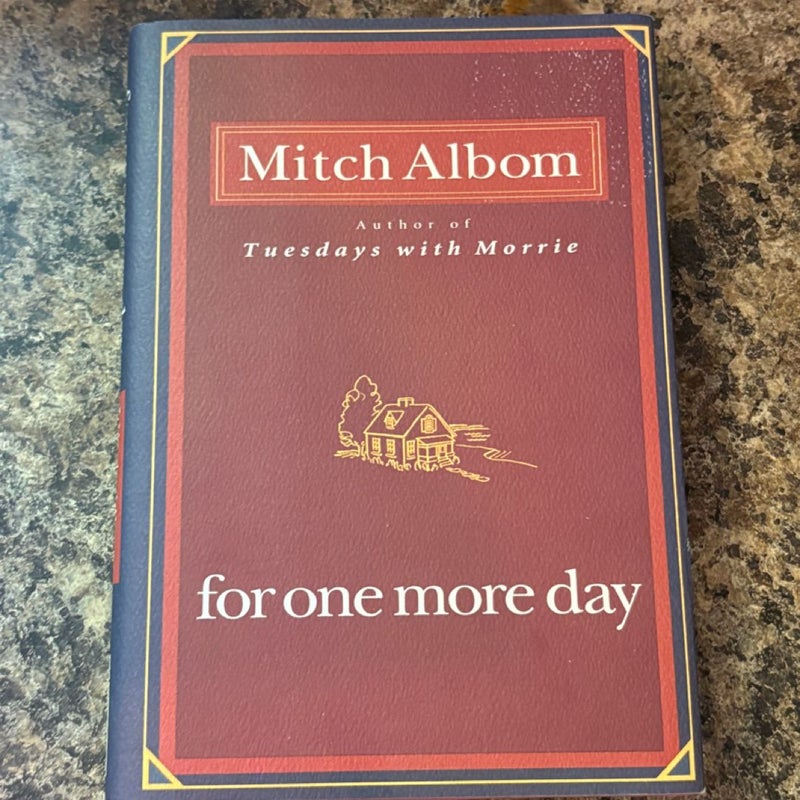 Mitch Albom
Author of
Tuesdays with Morrie
for one more day